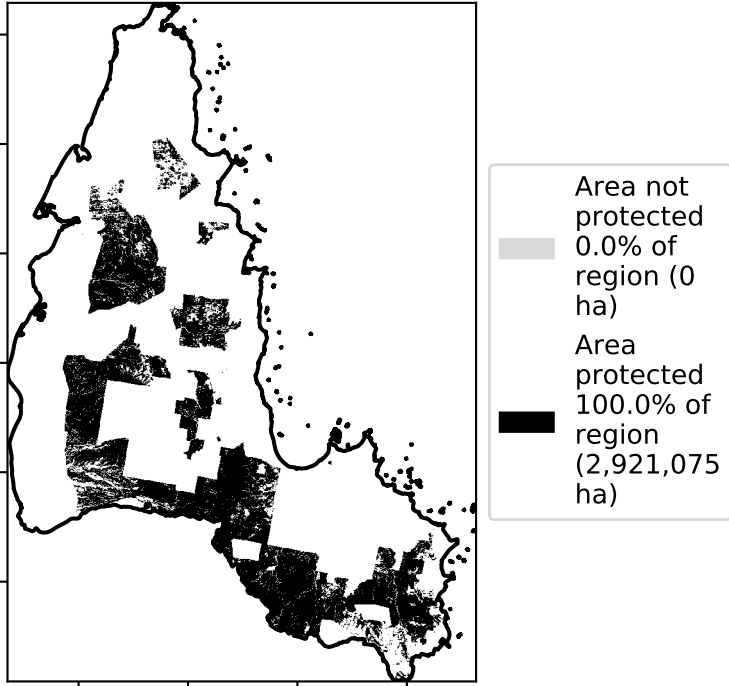 Area not
protected
0.0% of
region (0
ha)
Area
protected
100.0% of
region
(2,921,075
ha)